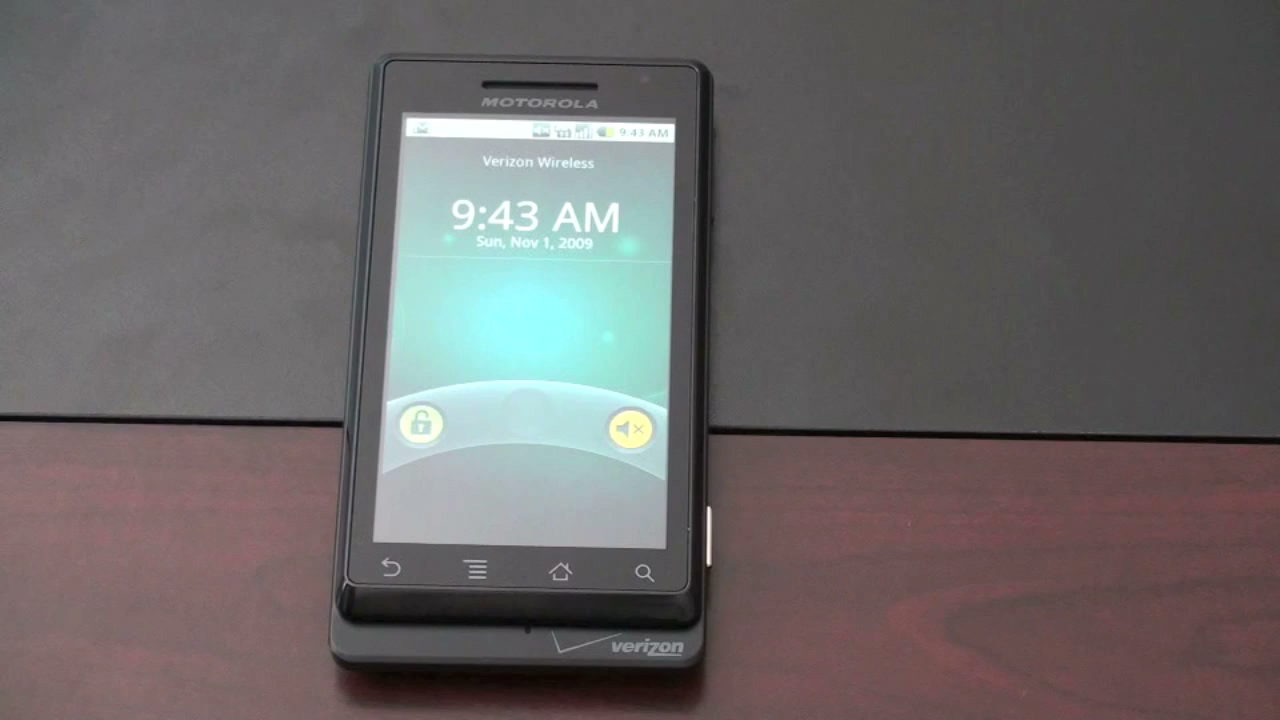 MOTOROLA
9:43 AM
Verizon Wireless
9:43 AM
Sun, Nov 1, 2009
verizon